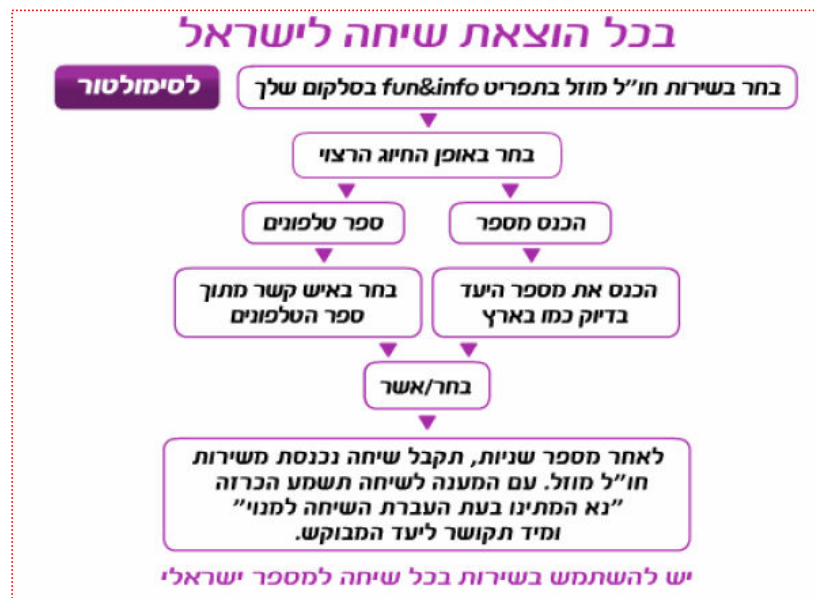 בכל הוצאת שיחה לישראל
בחר בשירות חו״ל מוזל בתפריט fun&info בסלקום שלך
לסימולטור
בחר באופן החיוג הרצוי
הכנס מספר
ספר טלפונים
הכנס את מספר היעד
בדיוק כמו בארץ
בחר באיש קשר מתוך
ספר הטלפונים
בחר/אשר
לאחר מספר שניות, תקבל שיחה נכנסת משירות
חו״ל מוזל. עם המענה לשיחה תשמע הכרזה
״נא המתינו בעת העברת השיחה למנוי״
ומיד תקושר ליעד המבוקש.
יש להשתמש בשירות בכל שיחה למספר ישראלי